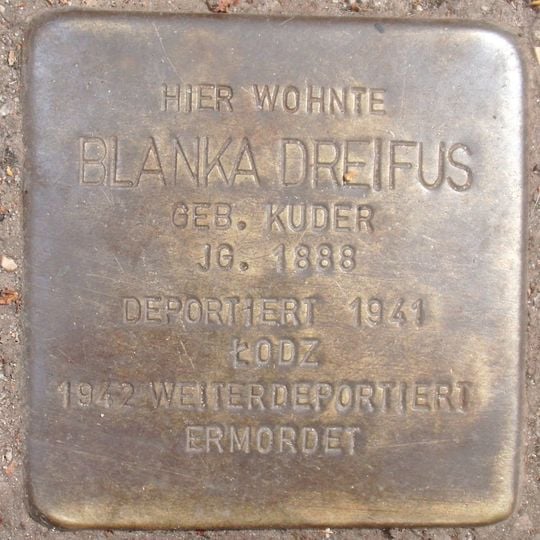 HIER WOHNTE
BLANKA DREIFUS
GEB. KUDER
JG. 1888
DEPORTIERT 1941
ŁODZ
1942 WEITERDEPORTIERT
ERMORDET